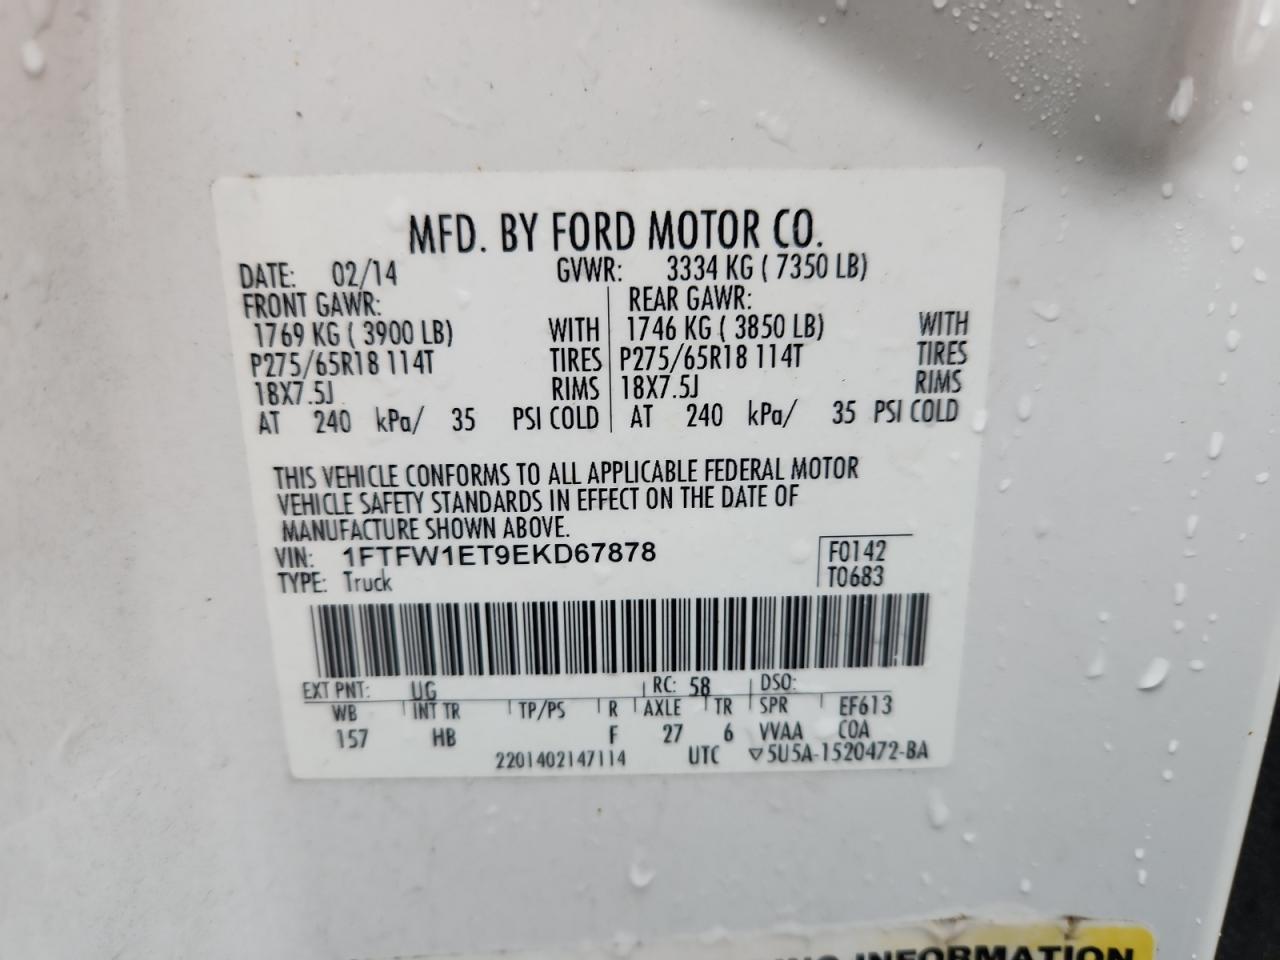 MFD. BY FORD MOTOR CO.
DATE: 02/14 GVWR: 3334 KG ( 7350 LB)
FRONT GAWR: REAR GAWR:
1769 KG ( 3900 LB) WITH 1746 KG ( 3850 LB) WITH
P275/65R18 114T TIRES P275/65R18 114T TIRES
18X7.5J RIMS 18X7.5J RIMS
AT 240 kPa/ 35 PSI COLD AT 240 kPa/ 35 PSI COLD
THIS VEHICLE CONFORMS TO ALL APPLICABLE FEDERAL MOTOR
VEHICLE SAFETY STANDARDS IN EFFECT ON THE DATE OF
MANUFACTURE SHOWN ABOVE.
VIN: 1FTFW1ET9EKD67878 F0142
TYPE: Truck T0683
EXT PNT: UG RC: 58 DSO:
WB INT TR TP/PS R AXLE TR SPR EF613
157 HB F 27 6 VVAA COA
2201402147114 UTC ▽5U5A-1520472-BA
INFORMATION